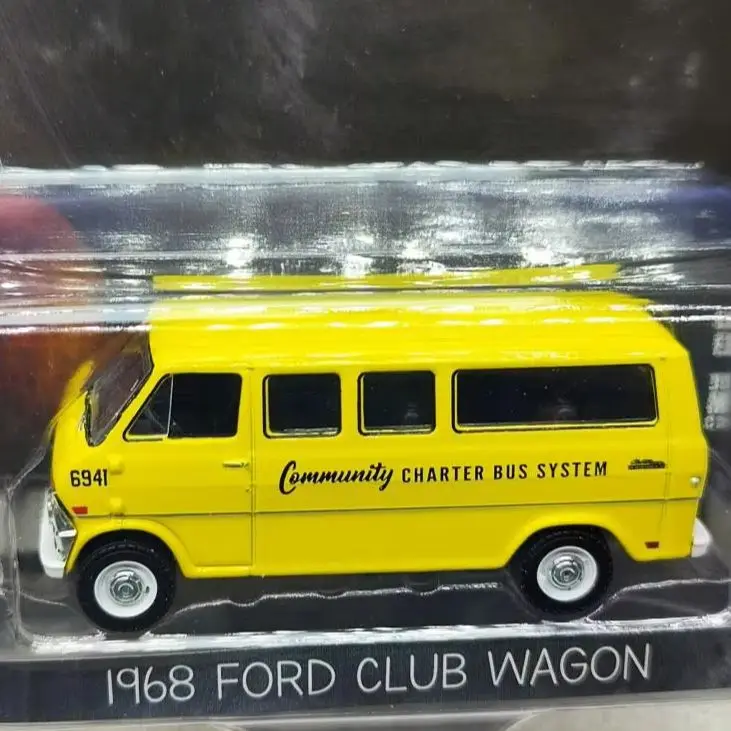 6941
Community CHARTER BUS SYSTEM
1968 FORD CLUB WAGON